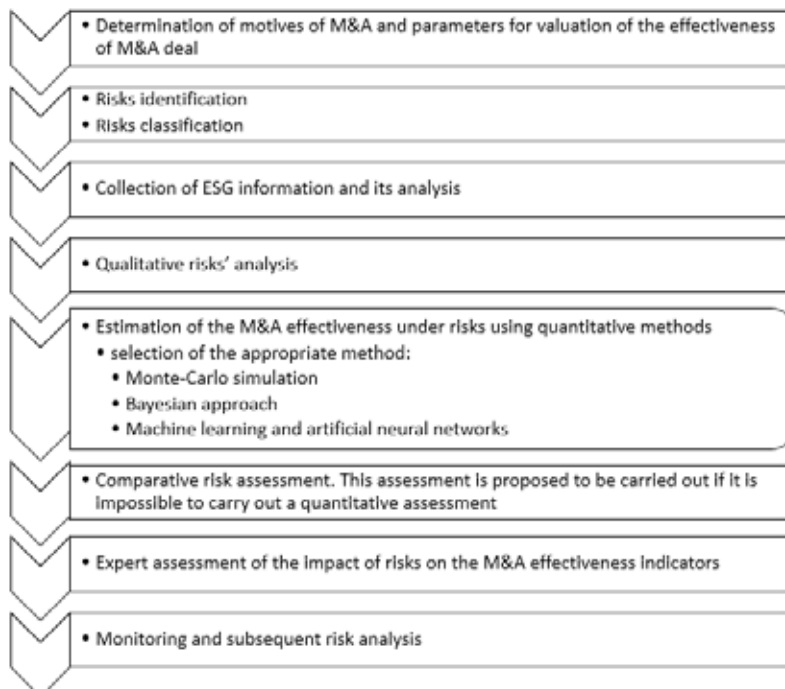 • Determination of motives of M&A and parameters for valuation of the effectiveness
of M&A deal
• Risks identification
• Risks classification
• Collection of ESG information and its analysis
• Qualitative risks' analysis
• Estimation of the M&A effectiveness under risks using quantitative methods
• selection of the appropriate method:
• Monte-Carlo simulation
• Bayesian approach
• Machine learning and artificial neural networks
• Comparative risk assessment. This assessment is proposed to be carried out if it is
impossible to carry out a quantitative assessment
• Expert assessment of the impact of risks on the M&A effectiveness indicators
• Monitoring and subsequent risk analysis